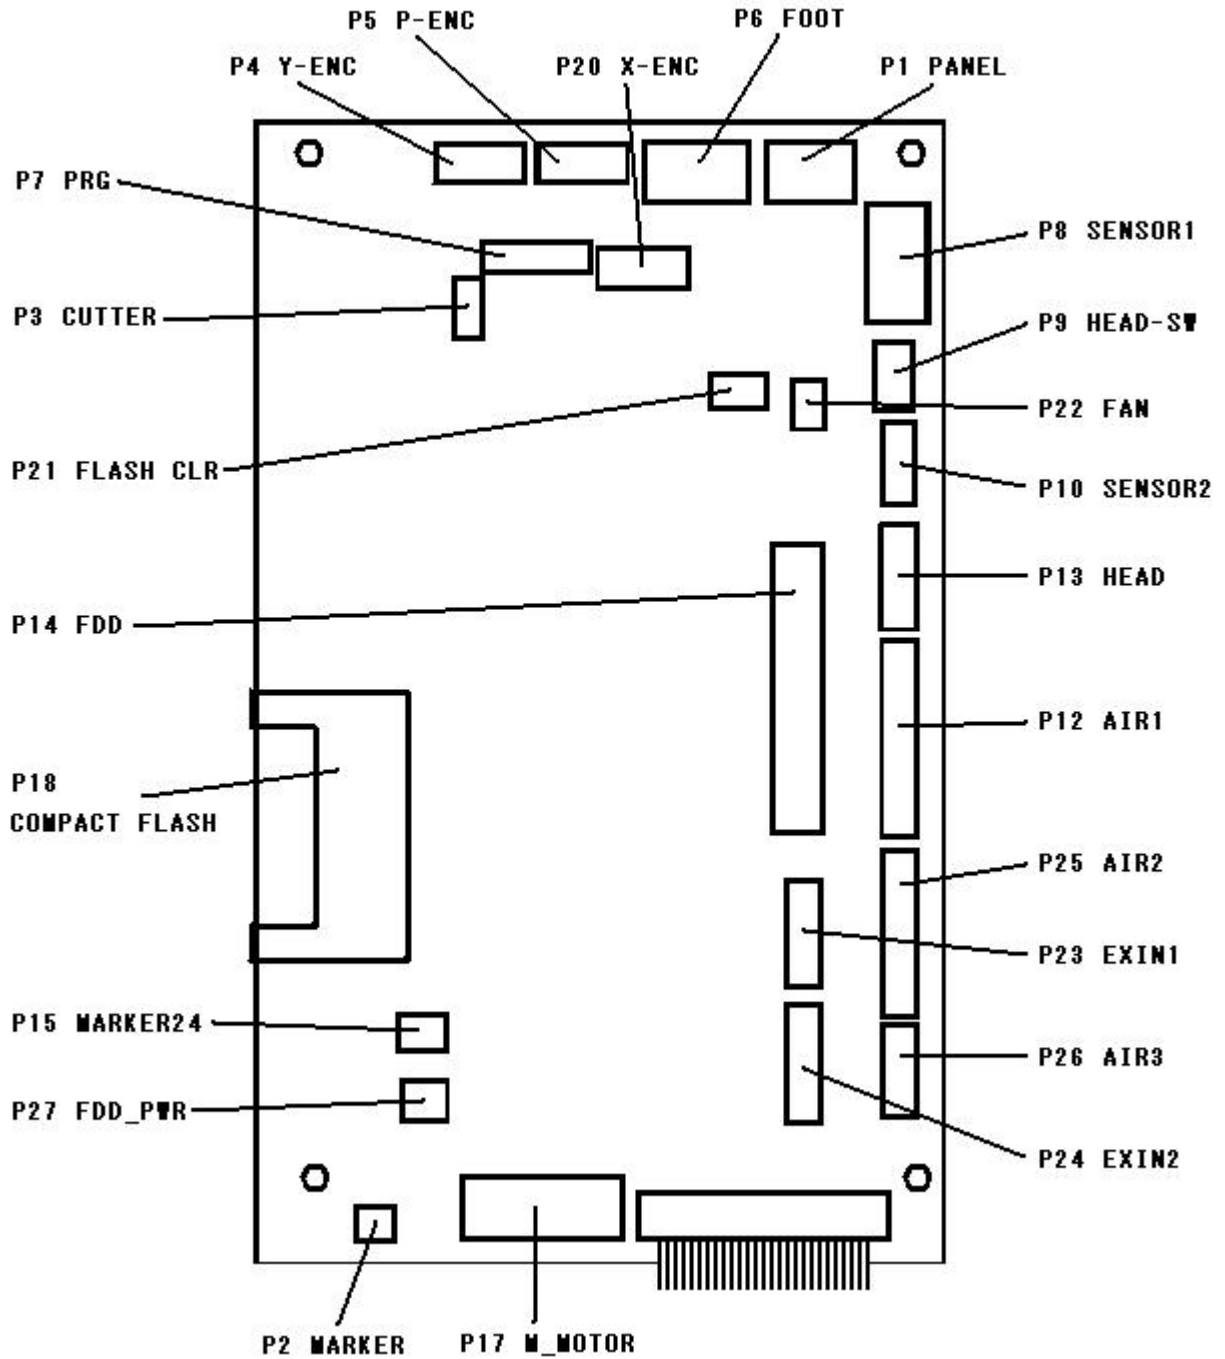 P5 P-ENC
P6 FOOT
P4 Y-ENC
P20 X-ENC
P1 PANEL
P7 PRG
P8 SENSOR1
P3 CUTTER
P9 HEAD-SW
P22 FAN
P21 FLASH CLR
P10 SENSOR2
P13 HEAD
P14 FDD
P12 AIR1
P18
COMPACT FLASH
P25 AIR2
P23 EXIN1
P15 MARKER24
P26 AIR3
P27 FDD_PWR
P24 EXIN2
P2 MARKER
P17 M_MOTOR